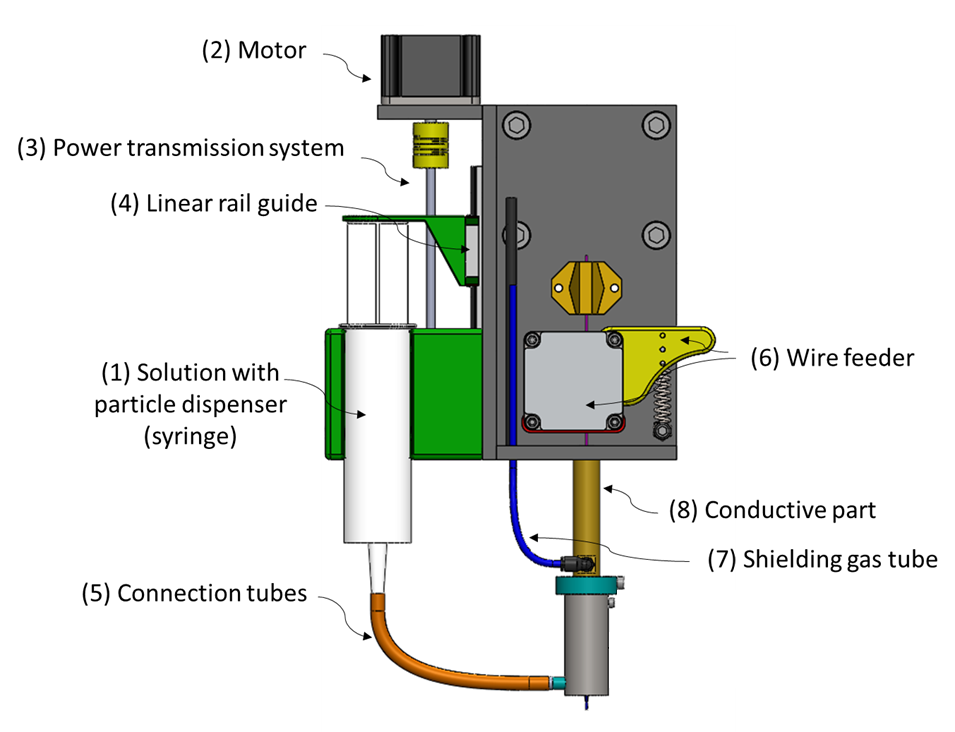 (2) Motor
(3) Power transmission system
(4) Linear rail guide
(1) Solution with
particle dispenser
(syringe)
(6) Wire feeder
(8) Conductive part
(7) Shielding gas tube
(5) Connection tubes